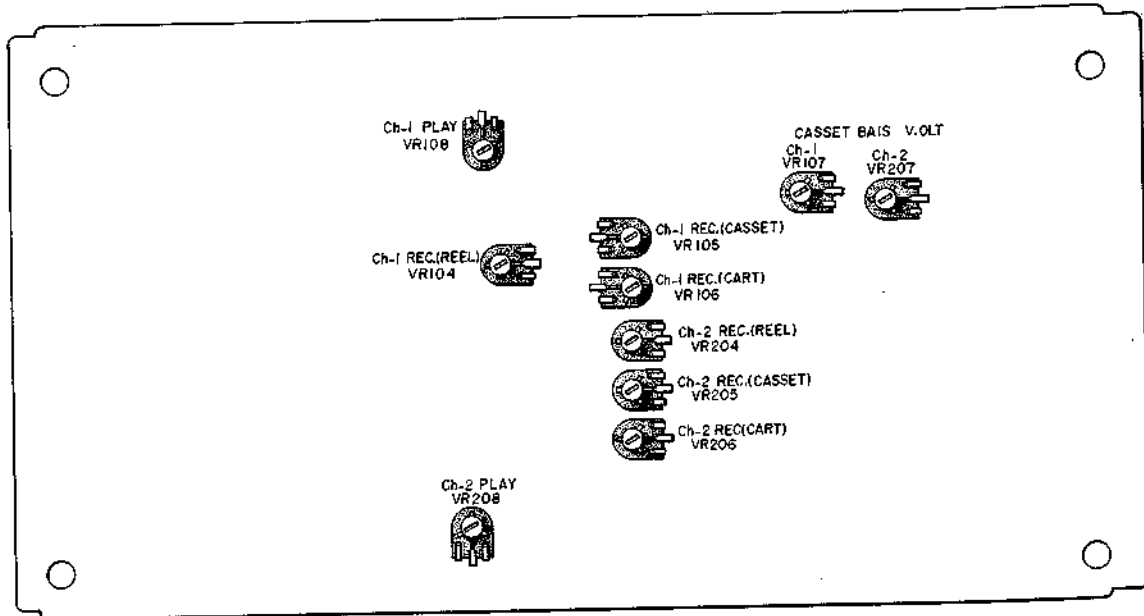 Ch-1 PLAY
VR108
CASSET BAIS V.OLT
Ch-1
VR107
Ch-2
VR207
Ch-1 REC.(CASSET)
VR105
Ch-1 REC.(REEL)
VR104
Ch-1 REC.(CART)
VR106
Ch-2 REC.(REEL)
VR204
Ch-2 REC.(CASSET)
VR205
Ch-2 REC(CART)
VR206
Ch-2 PLAY
VR208